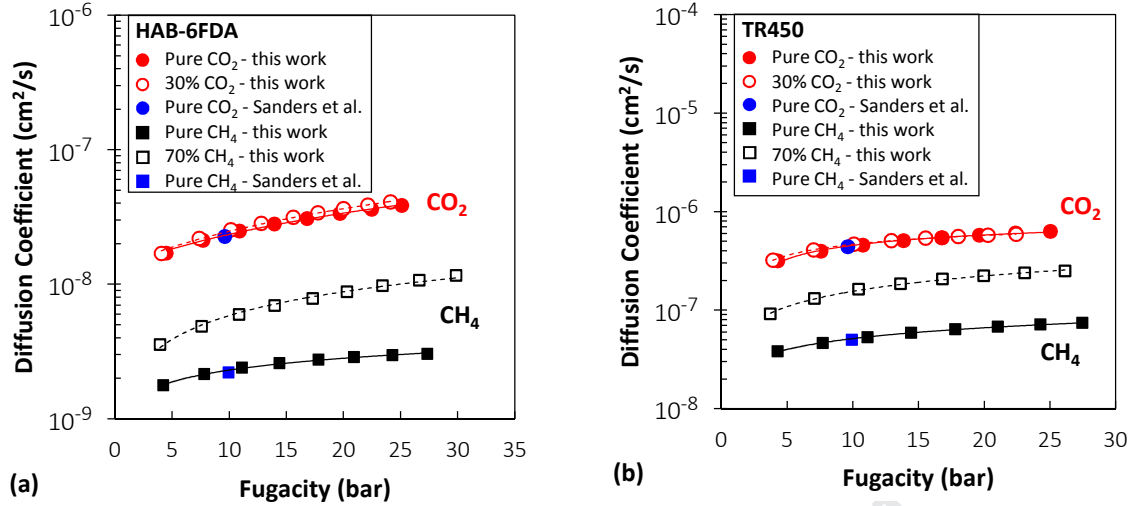 HAB-6FDA
Pure CO₂ - this work
30% CO₂ - this work
Pure CO₂ - Sanders et al.
Pure CH₄ - this work
70% CH₄ - this work
Pure CH₄ - Sanders et al.
Diffusion Coefficient (cm²/s)
10⁻⁶
10⁻⁷
10⁻⁸
10⁻⁹
CO₂
CH₄
0 5 10 15 20 25 30 35
Fugacity (bar)
(a)
TR450
Pure CO₂ - this work
30% CO₂ - this work
Pure CO₂ - Sanders et al.
Pure CH₄ - this work
70% CH₄ - this work
Pure CH₄ - Sanders et al.
Diffusion Coefficient (cm²/s)
10⁻⁴
10⁻⁵
10⁻⁶
10⁻⁷
10⁻⁸
CO₂
CH₄
0 5 10 15 20 25 30
Fugacity (bar)
(b)